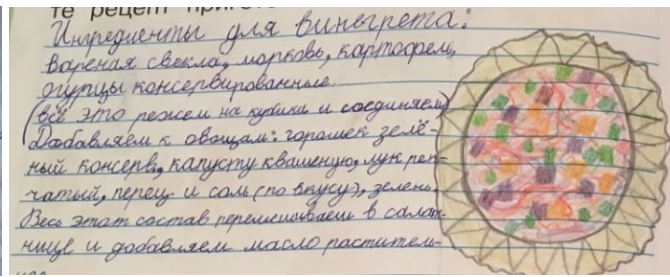 те рецепт приго
Ингредиенты для винегрета:
вареная свекла, морковь, картофель,
огурцы консервированные.
(всё это режем на кубики и соединяем)
Добавляем к овощам: горошек зелё-
ный консерв., капусту квашеную, лук реп-
чатый, перец и соль (по вкусу), зелень.
Весь этот состав перемешиваем в салат-
нице и добавляем масло раститель-